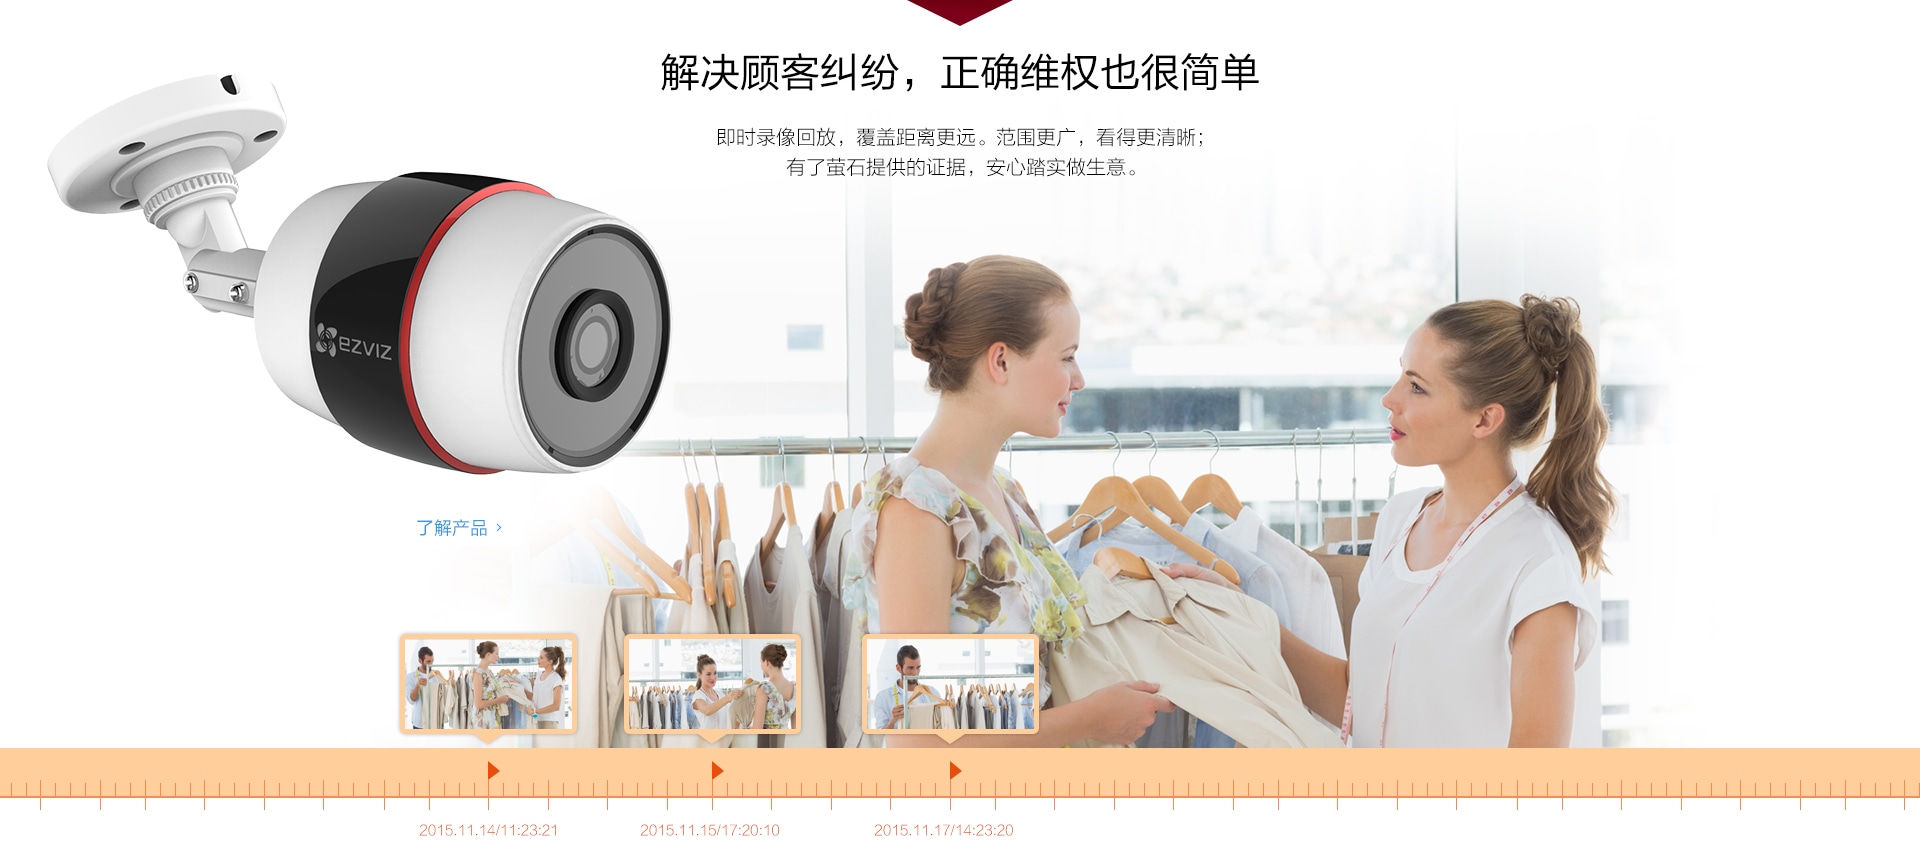 解决顾客纠纷，正确维权也很简单
即时录像回放，覆盖距离更远。范围更广，看得更清晰；
有了萤石提供的证据，安心踏实做生意。
ezviz
了解产品 >
2015.11.14/11:23:21
2015.11.15/17:20:10
2015.11.17/14:23:20